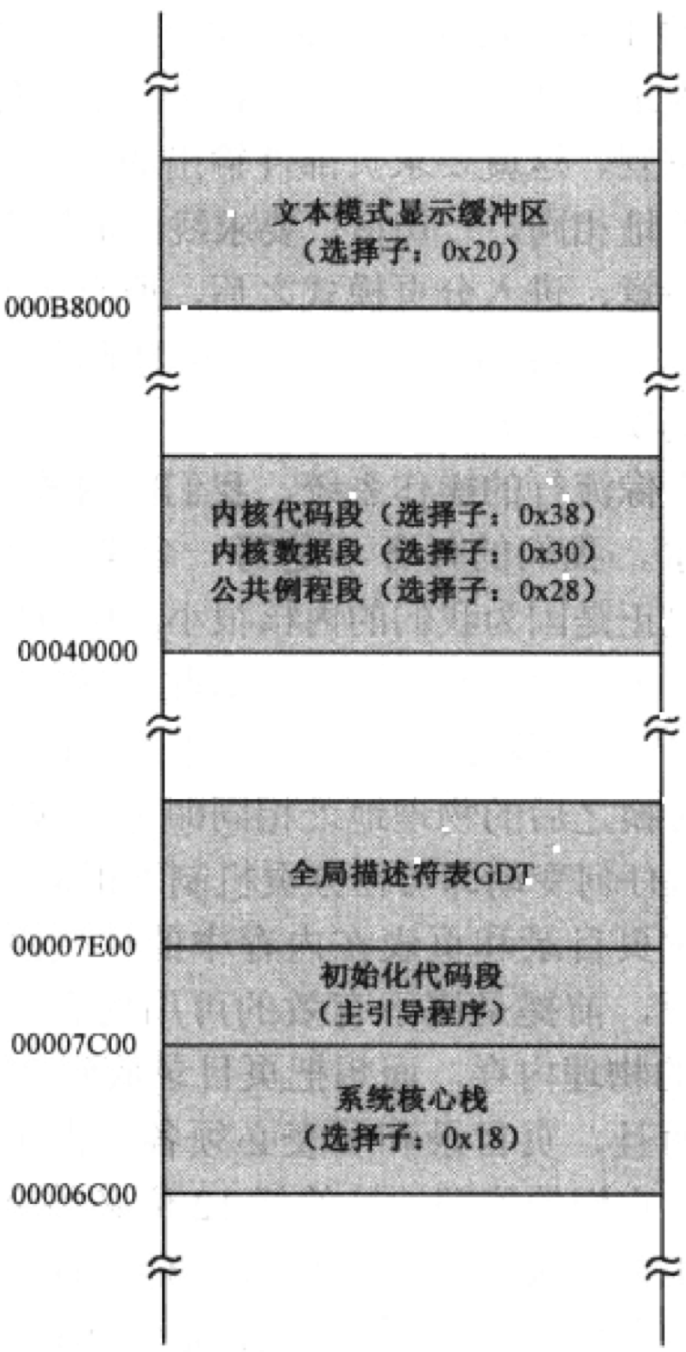 文本模式显示缓冲区
（选择子：0x20）
000B8000
内核代码段（选择子：0x38）
内核数据段（选择子：0x30）
公共例程段（选择子：0x28）
00040000
全局描述符表GDT
00007E00
初始化代码段
（主引导程序）
00007C00
系统核心栈
（选择子：0x18）
00006C00